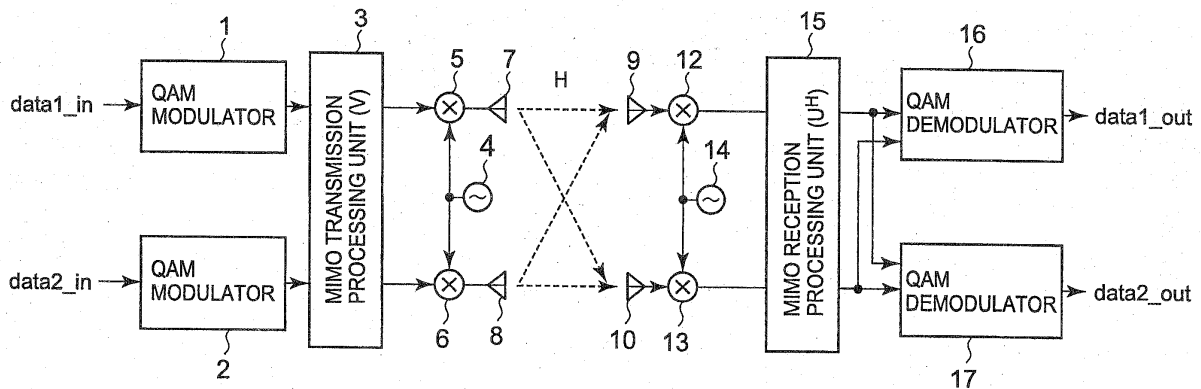 1
3
5
7
H
9
12
15
16
data1_in
QAM
MODULATOR
MIMO TRANSMISSION
PROCESSING UNIT (V)
4
14
MIMO RECEPTION
PROCESSING UNIT (Uᴴ)
QAM
DEMODULATOR
data1_out
data2_in
QAM
MODULATOR
QAM
DEMODULATOR
data2_out
2
6
8
10
13
17